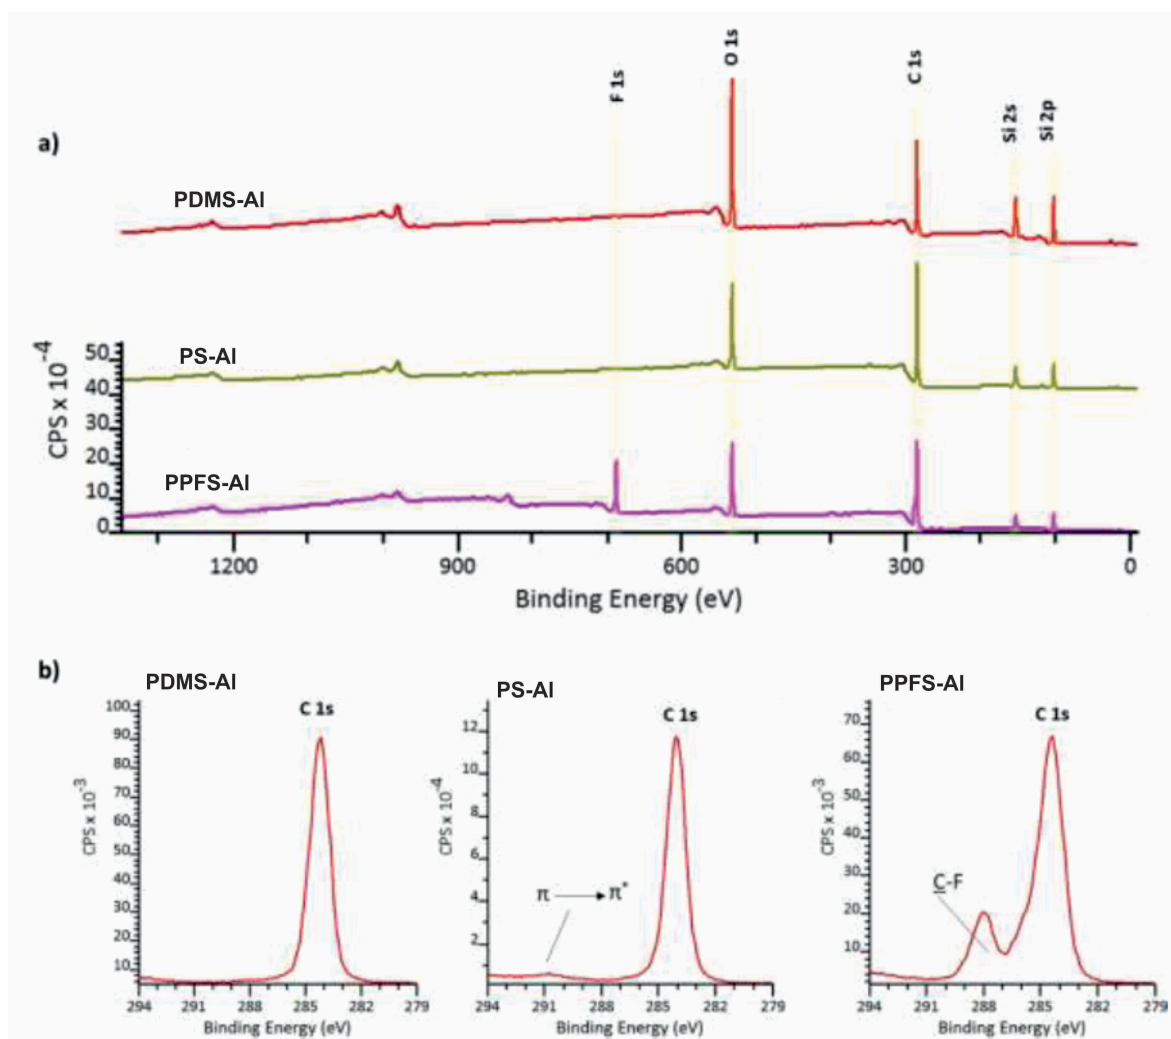 a)
F 1s
O 1s
C 1s
Si 2s
Si 2p
PDMS-Al
PS-Al
PPFS-Al
CPS x 10⁻⁴
50
40
30
20
10
0
1200 900 600 300 0
Binding Energy (eV)
b)
PDMS-Al
C 1s
CPS x 10⁻³
100
90
80
70
60
50
40
30
20
10
294 291 288 285 282 279
Binding Energy (eV)
PS-Al
C 1s
CPS x 10⁻⁴
12
10
8
6
4
2
π → π*
294 291 288 285 282 279
Binding Energy (eV)
PPFS-Al
C 1s
CPS x 10⁻³
70
60
50
40
30
20
10
C-F
294 291 288 285 282 279
Binding Energy (eV)